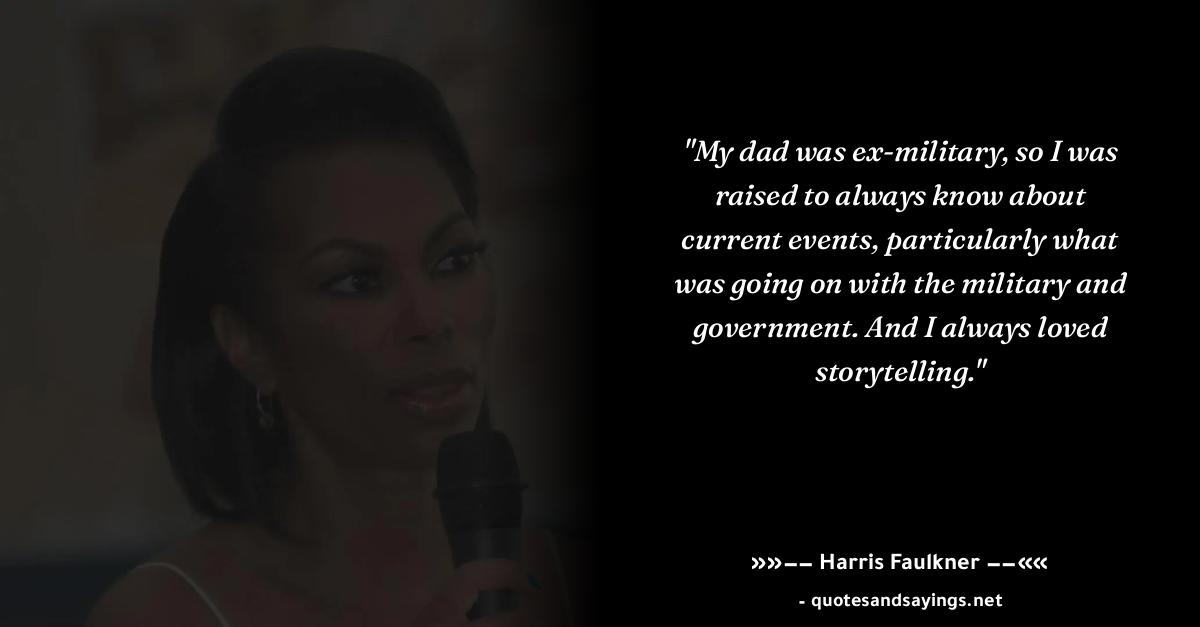 "My dad was ex-military, so I was
raised to always know about
current events, particularly what
was going on with the military and
government. And I always loved
storytelling."
»»–– Harris Faulkner ––««
- quotesandsayings.net